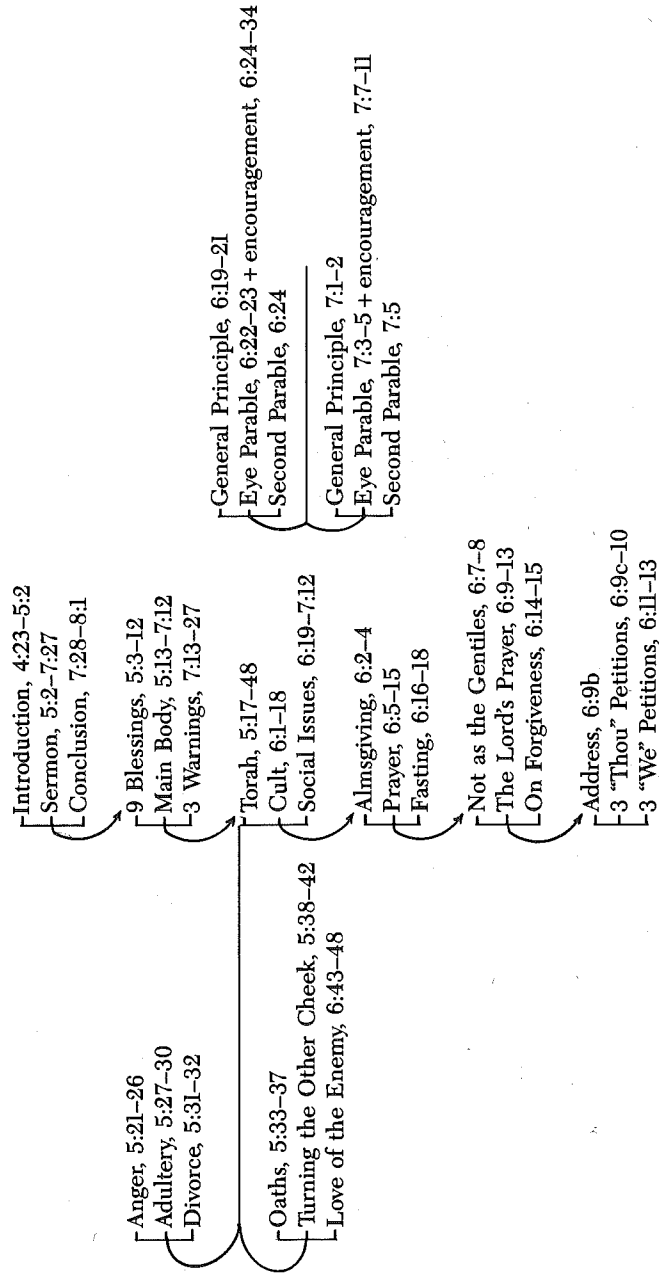 Introduction, 4:23–5:2
Sermon, 5:2–7:27
Conclusion, 7:28–8:1
9 Blessings, 5:3–12
Main Body, 5:13–7:12
3 Warnings, 7:13–27
Anger, 5:21–26
Adultery, 5:27–30
Divorce, 5:31–32
Oaths, 5:33–37
Turning the Other Cheek, 5:38–42
Love of the Enemy, 6:43–48
Torah, 5:17–48
Cult, 6:1–18
Social Issues, 6:19–7:12
General Principle, 6:19–21
Eye Parable, 6:22–23 + encouragement, 6:24–34
Second Parable, 6:24
General Principle, 7:1–2
Eye Parable, 7:3–5 + encouragement, 7:7–11
Second Parable, 7:5
Almsgiving, 6:2–4
Prayer, 6:5–15
Fasting, 6:16–18
Not as the Gentiles, 6:7–8
The Lord's Prayer, 6:9–13
On Forgiveness, 6:14–15
Address, 6:9b
3 "Thou" Petitions, 6:9c–10
3 "We" Petitions, 6:11–13